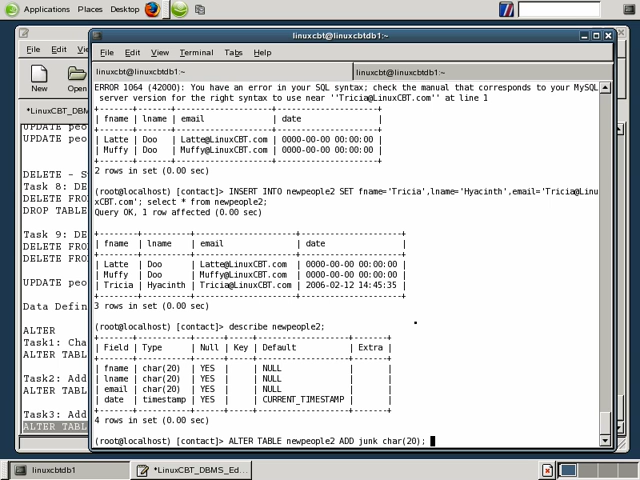 Applications Places Desktop
linuxcbt@linuxcbtdb1:~
File Edit View Terminal Tabs Help
linuxcbt@linuxcbtdb1:~ linuxcbt@linuxcbtdb1:~
ERROR 1064 (42000): You have an error in your SQL syntax; check the manual that corresponds to your MySQL
server version for the right syntax to use near ''Tricia@LinuxCBT.com'' at line 1
+-------+-------+-------------------+---------------------+
| fname | lname | email | date |
+-------+-------+-------------------+---------------------+
| Latte | Doo | Latte@LinuxCBT.com | 0000-00-00 00:00:00 |
| Muffy | Doo | Muffy@LinuxCBT.com | 0000-00-00 00:00:00 |
+-------+-------+-------------------+---------------------+
2 rows in set (0.00 sec)
(root@localhost) [contact]> INSERT INTO newpeople2 SET fname='Tricia',lname='Hyacinth',email='Tricia@Linu
xCBT.com'; select * from newpeople2;
Query OK, 1 row affected (0.00 sec)
+--------+----------+---------------------+---------------------+
| fname | lname | email | date |
+--------+----------+---------------------+---------------------+
| Latte | Doo | Latte@LinuxCBT.com | 0000-00-00 00:00:00 |
| Muffy | Doo | Muffy@LinuxCBT.com | 0000-00-00 00:00:00 |
| Tricia | Hyacinth | Tricia@LinuxCBT.com | 2006-02-12 14:45:35 |
+--------+----------+---------------------+---------------------+
3 rows in set (0.00 sec)
(root@localhost) [contact]> describe newpeople2;
+-------+-----------+------+-----+-------------------+-------+
| Field | Type | Null | Key | Default | Extra |
+-------+-----------+------+-----+-------------------+-------+
| fname | char(20) | YES | | NULL | |
| lname | char(20) | YES | | NULL | |
| email | char(20) | YES | | NULL | |
| date | timestamp | YES | | CURRENT_TIMESTAMP | |
+-------+-----------+------+-----+-------------------+-------+
4 rows in set (0.00 sec)
(root@localhost) [contact]> ALTER TABLE newpeople2 ADD junk char(20);
File Edit
New Open
*LinuxCBT_DBM
UPDATE peo
UPDATE peo
DELETE - S
Task 8: DE
DELETE FRO
DROP TABLE
Task 9: DE
DELETE FRO
DELETE FRO
UPDATE peo
Data Defin
ALTER
Task1: Cha
ALTER TABL
Task2: Add
ALTER TABL
Task3: Add
ALTER TABL
linuxcbtdb1 *LinuxCBT_DBMS_Ed...